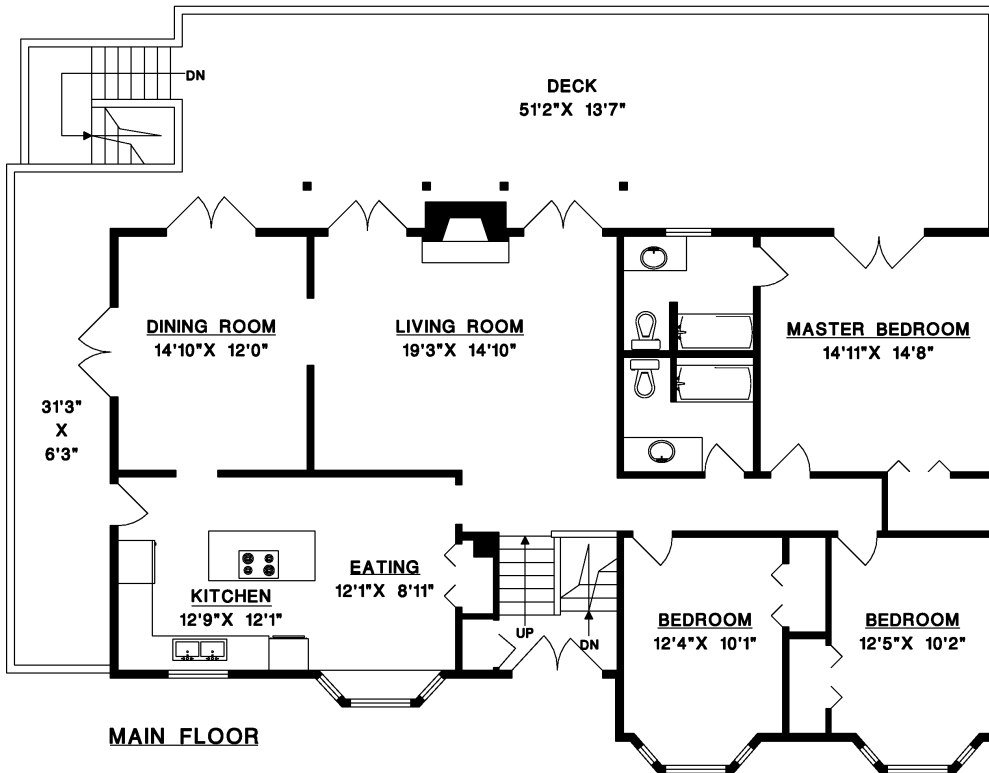 DN
DECK
51'2"X 13'7"
DINING ROOM
14'10"X 12'0"
LIVING ROOM
19'3"X 14'10"
MASTER BEDROOM
14'11"X 14'8"
31'3"
X
6'3"
EATING
12'1"X 8'11"
KITCHEN
12'9"X 12'1"
UP
DN
BEDROOM
12'4"X 10'1"
BEDROOM
12'5"X 10'2"
MAIN FLOOR